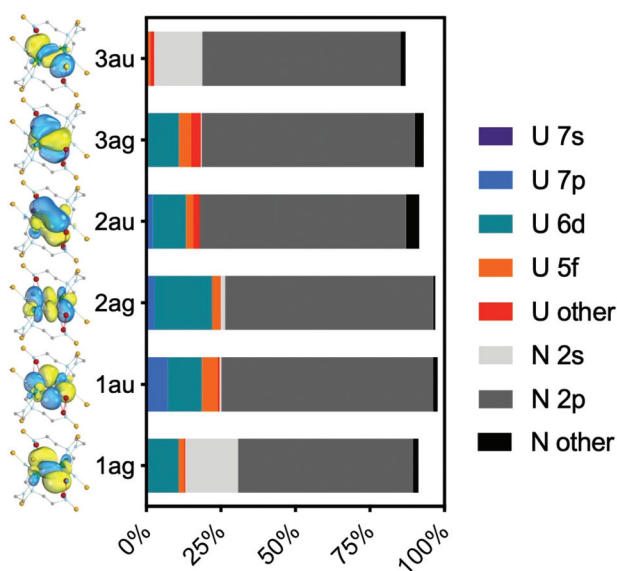 3au
3ag
2au
2ag
1au
1ag
0%
25%
50%
75%
100%
U 7s
U 7p
U 6d
U 5f
U other
N 2s
N 2p
N other